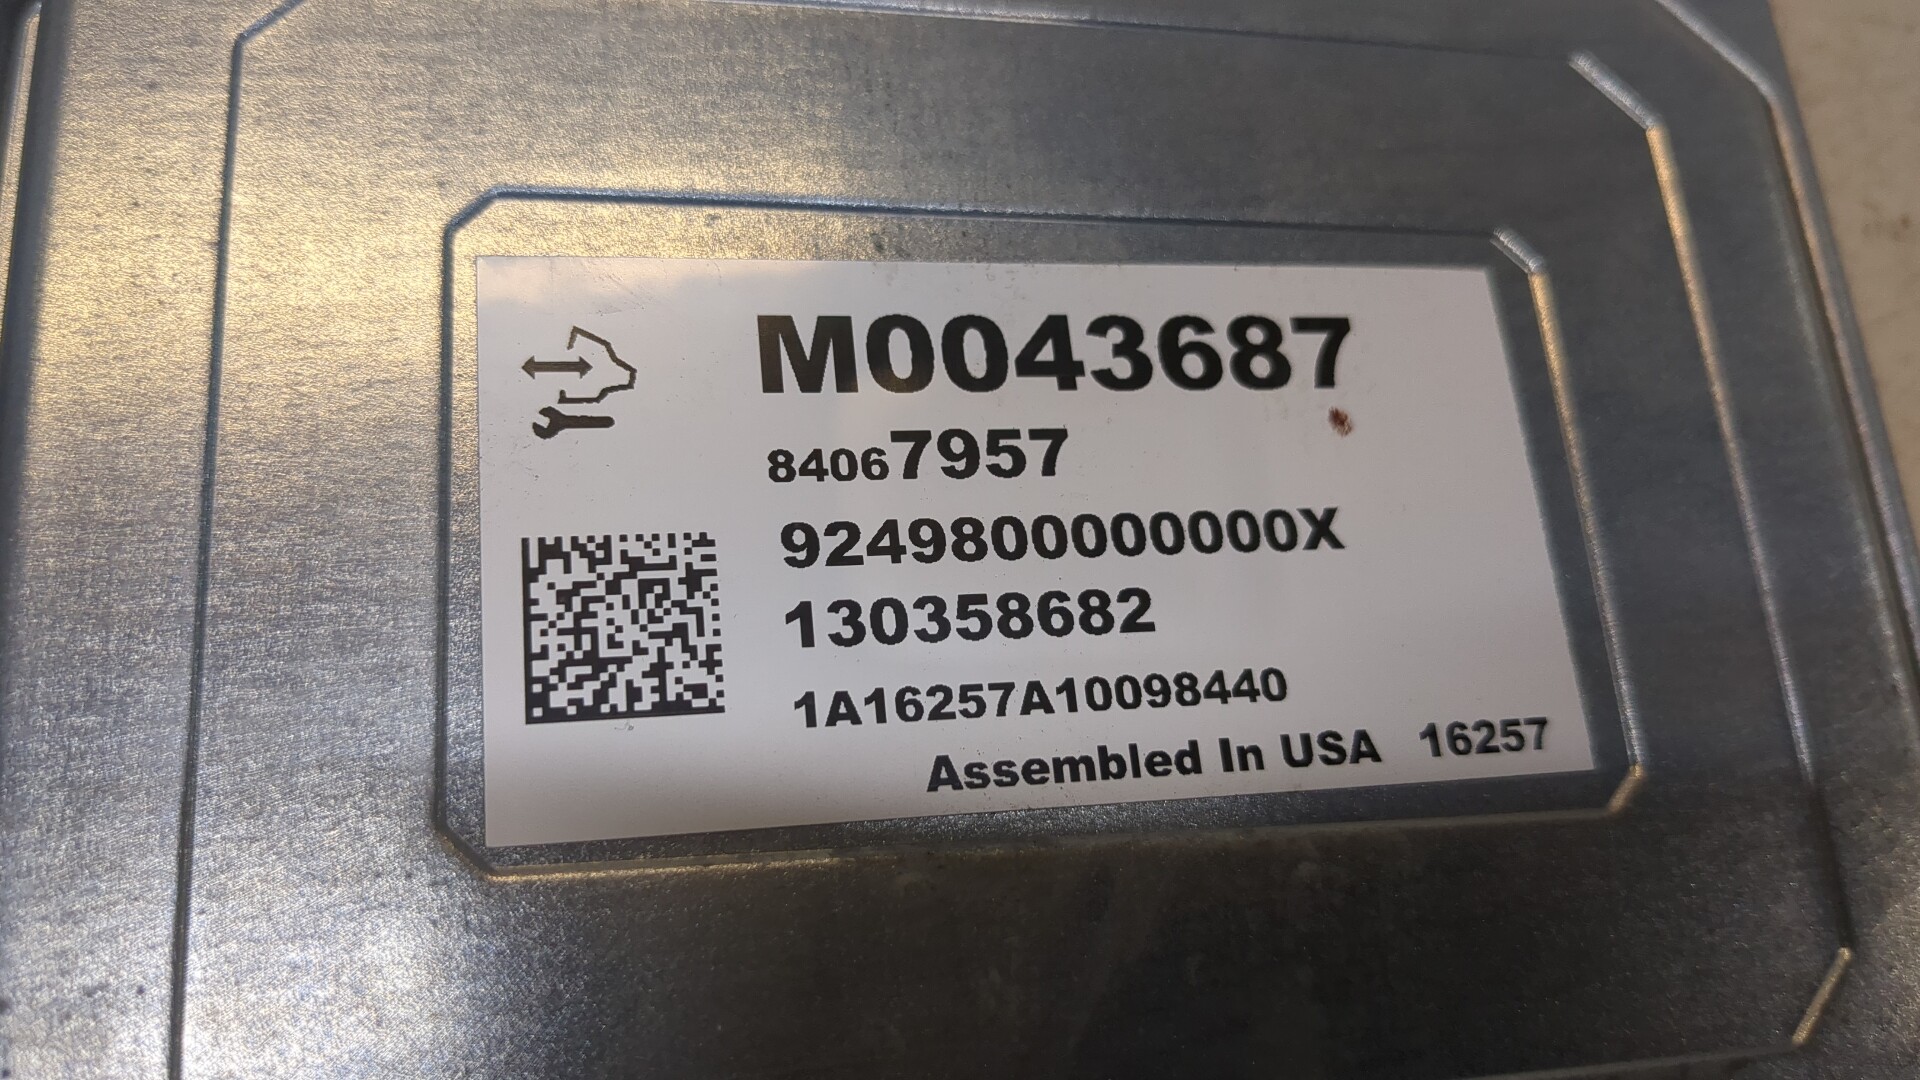 M0043687
84067957
9249800000000X
130358682
1A16257A10098440
Assembled In USA 16257